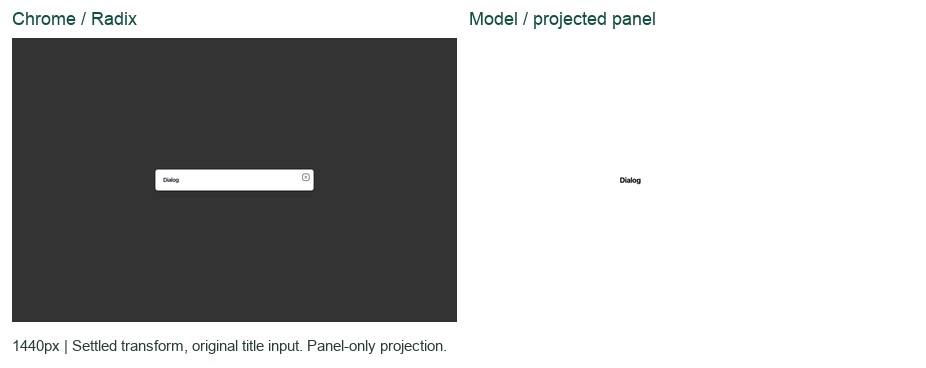 Chrome / Radix
Model / projected panel
Dialog
Dialog
1440px | Settled transform, original title input. Panel-only projection.